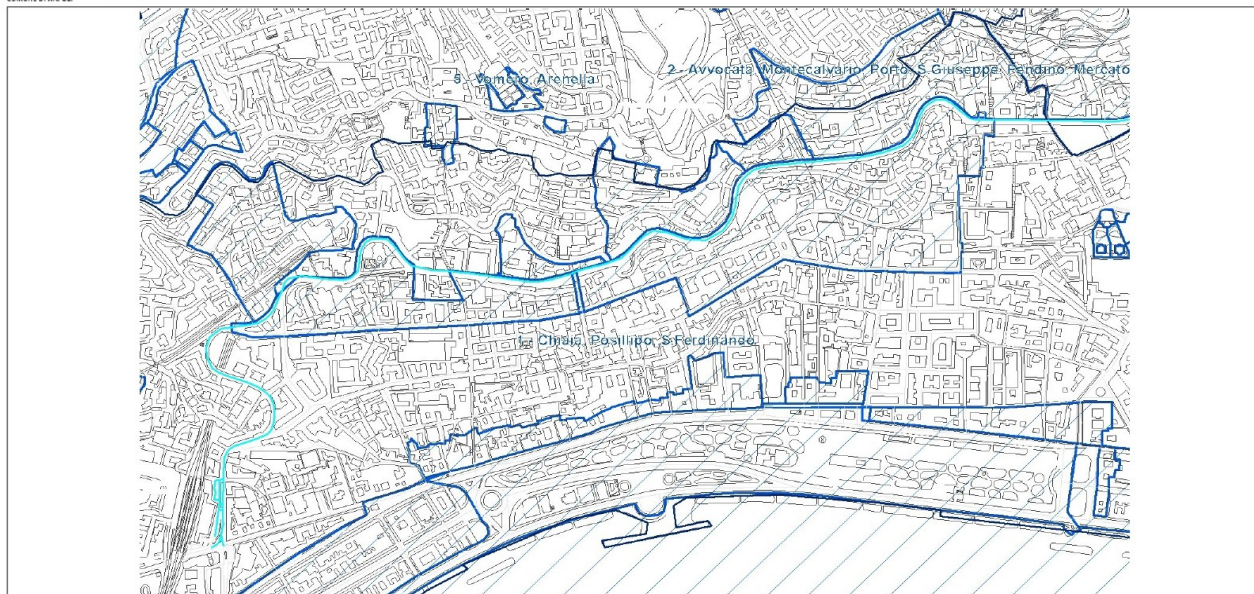 5 - Vomero, Arenella
2 - Avvocata, Montecalvario, Porto, S.Giuseppe, Pendino, Mercato
1 - Chiaia, Posillipo, S.Ferdinando